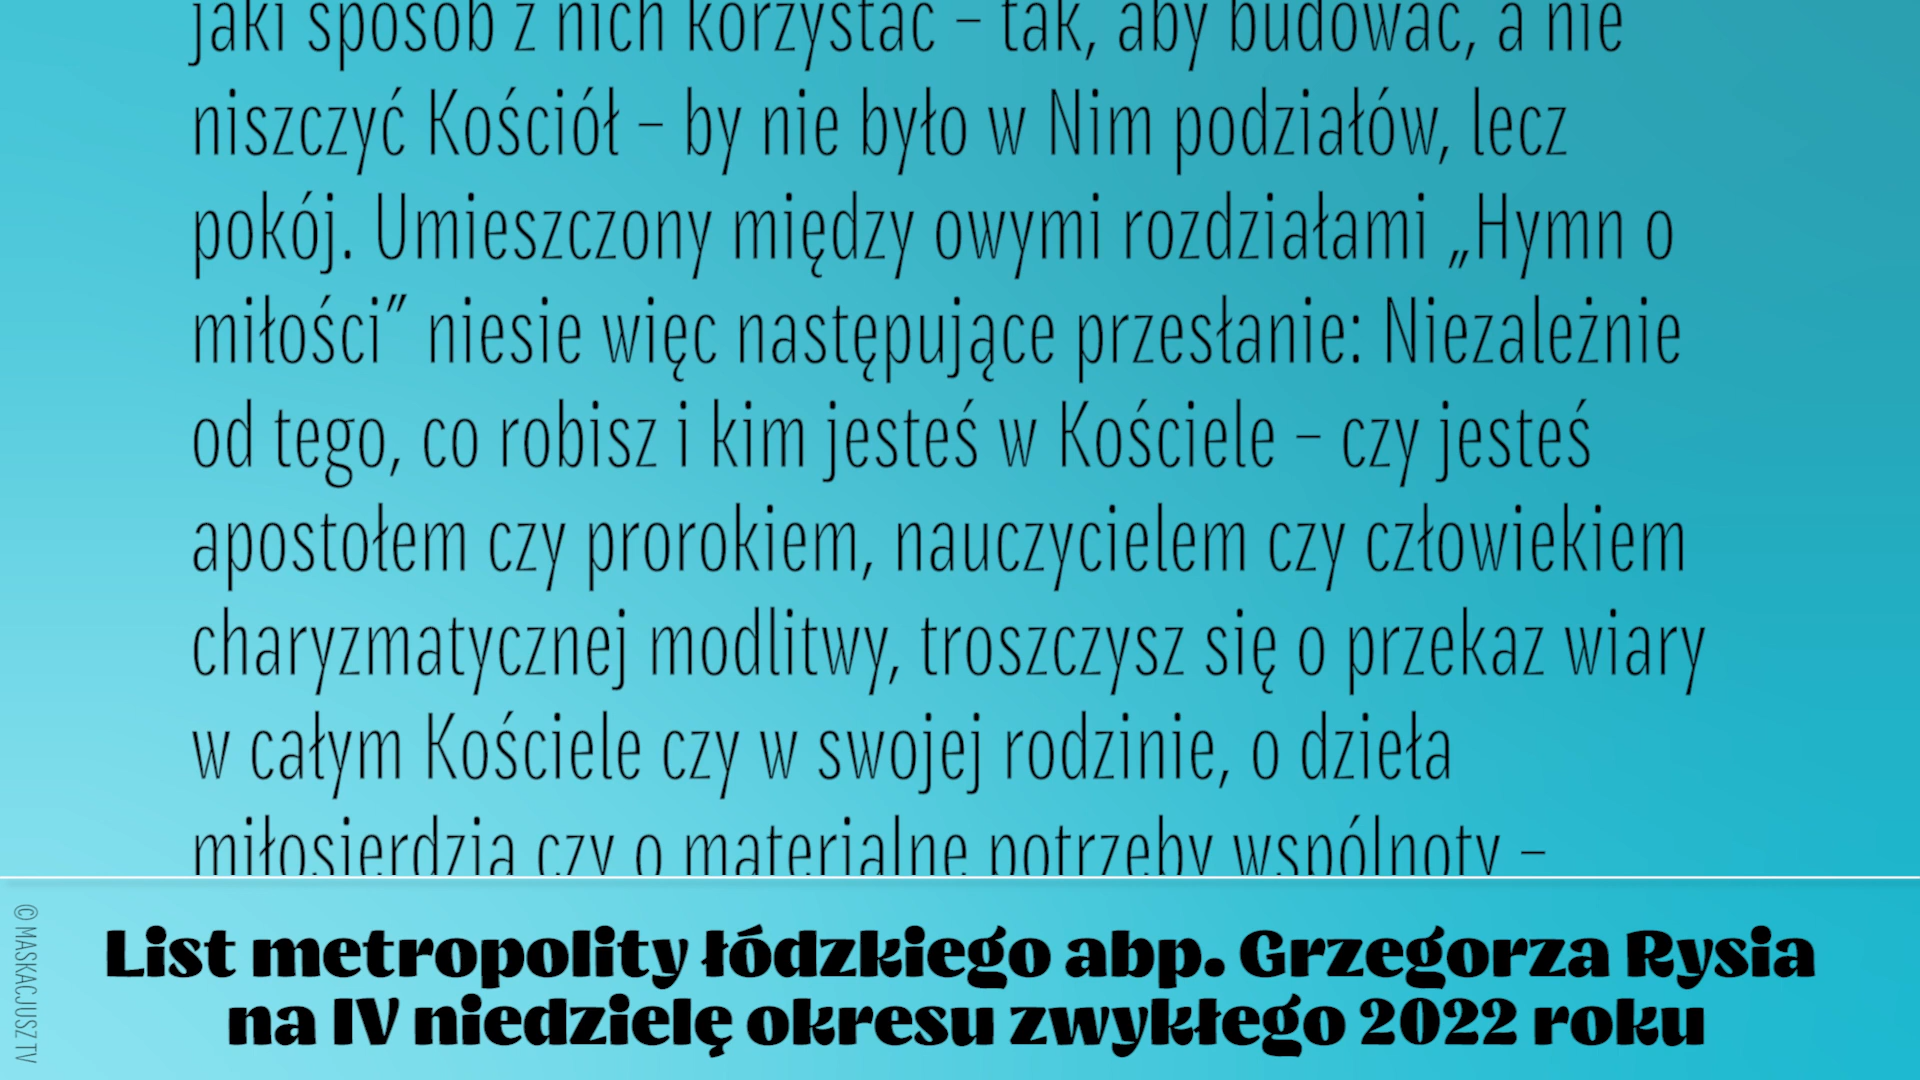 jaki sposób z nich korzystać – tak, aby budować, a nie
niszczyć Kościół – by nie było w Nim podziałów, lecz
pokój. Umieszczony między owymi rozdziałami „Hymn o
miłości” niesie więc następujące przesłanie: Niezależnie
od tego, co robisz i kim jesteś w Kościele – czy jesteś
apostołem czy prorokiem, nauczycielem czy człowiekiem
charyzmatycznej modlitwy, troszczysz się o przekaz wiary
w całym Kościele czy w swojej rodzinie, o dzieła
miłosierdzia czy o materialne potrzeby wspólnoty –
List metropolity łódzkiego abp. Grzegorza Rysia
na IV niedzielę okresu zwykłego 2022 roku
© MASKACJUSZ TV